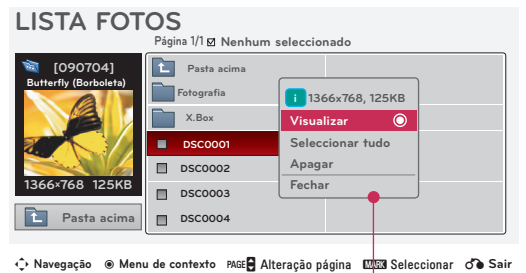 LISTA FOTOS
Página 1/1 Nenhum seleccionado
[090704]
Butterfly (Borboleta)
1366×768 125KB
Pasta acima
Pasta acima
Fotografia
X.Box
DSC0001
DSC0002
DSC0003
DSC0004
i 1366x768, 125KB
Visualizar
Seleccionar tudo
Apagar
Fechar
Navegação Menu de contexto PAGE Alteração página MARK Seleccionar Sair